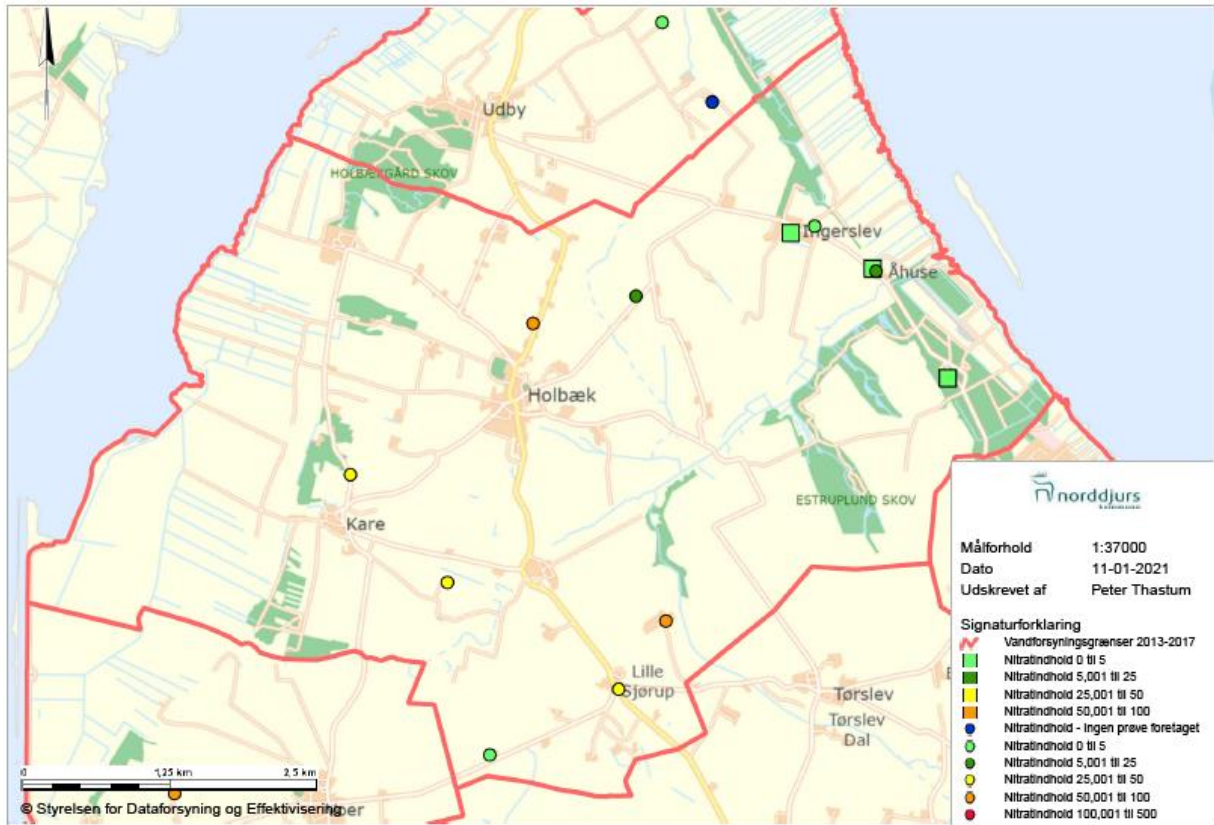 Udby
HOLBÆKGÅRD SKOV
Ingerslev
Åhuse
Holbæk
ESTRUPLUND SKOV
Kare
Lille
Sjørup
Tørslev
Tørslev
Dal
norddjurs
kommune
Målforhold 1:37000
Dato 11-01-2021
Udskrevet af Peter Thastum
Signaturforklaring
Vandforsyningsgrænser 2013-2017
Nitratindhold 0 til 5
Nitratindhold 5,001 til 25
Nitratindhold 25,001 til 50
Nitratindhold 50,001 til 100
Nitratindhold - Ingen prøve foretaget
Nitratindhold 0 til 5
Nitratindhold 5,001 til 25
Nitratindhold 25,001 til 50
Nitratindhold 50,001 til 100
Nitratindhold 100,001 til 500
0 1,25 km 2,5 km
© Styrelsen for Dataforsyning og Effektivisering